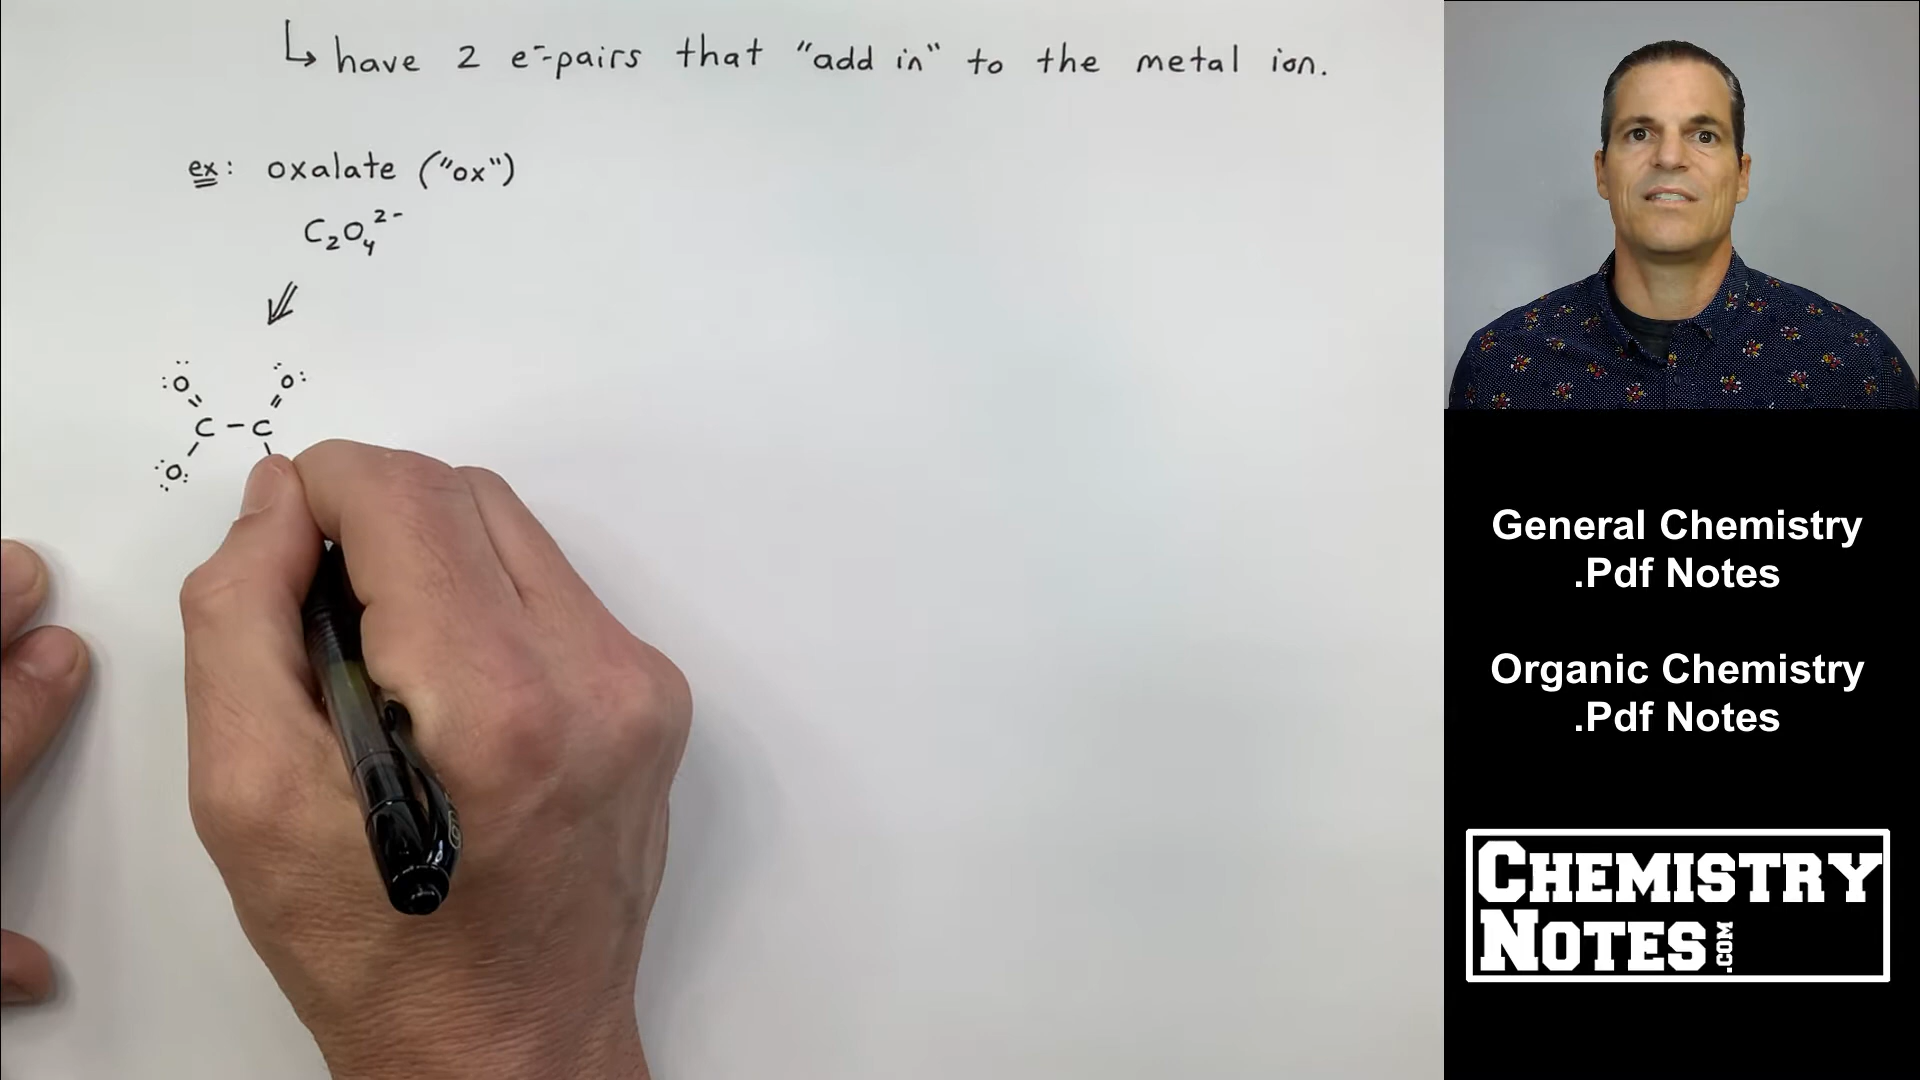 ↳ have 2 e⁻-pairs that "add in" to the metal ion.
ex: oxalate ("ox")
C₂O₄²⁻
:O :O:
C – C
:O:
General Chemistry
.Pdf Notes
Organic Chemistry
.Pdf Notes
CHEMISTRY
NOTES.COM